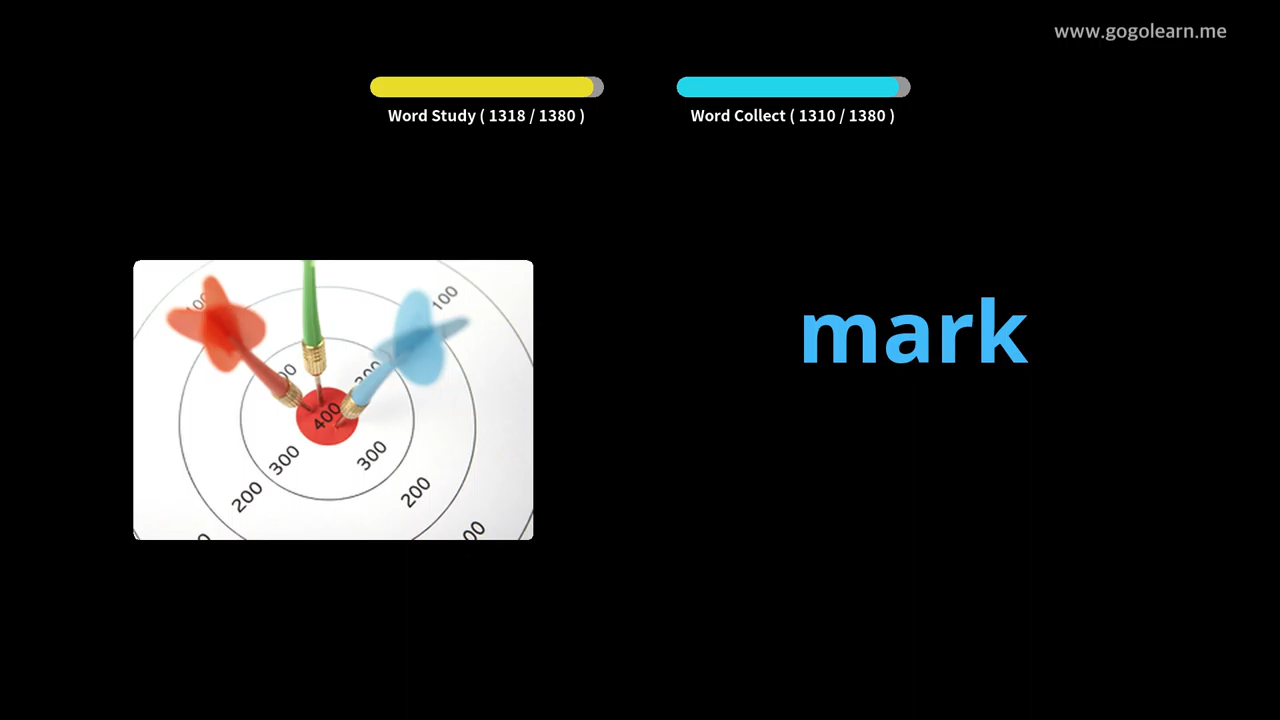 www.gogolearn.me
Word Study ( 1318 / 1380 )
Word Collect ( 1310 / 1380 )
mark
100
100
400
300
300
200
200